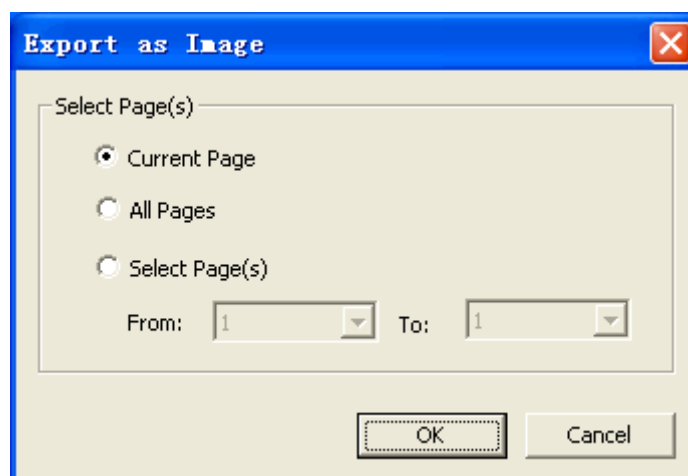 Export as Image
Select Page(s)
Current Page
All Pages
Select Page(s)
From: 1 To: 1
OK Cancel